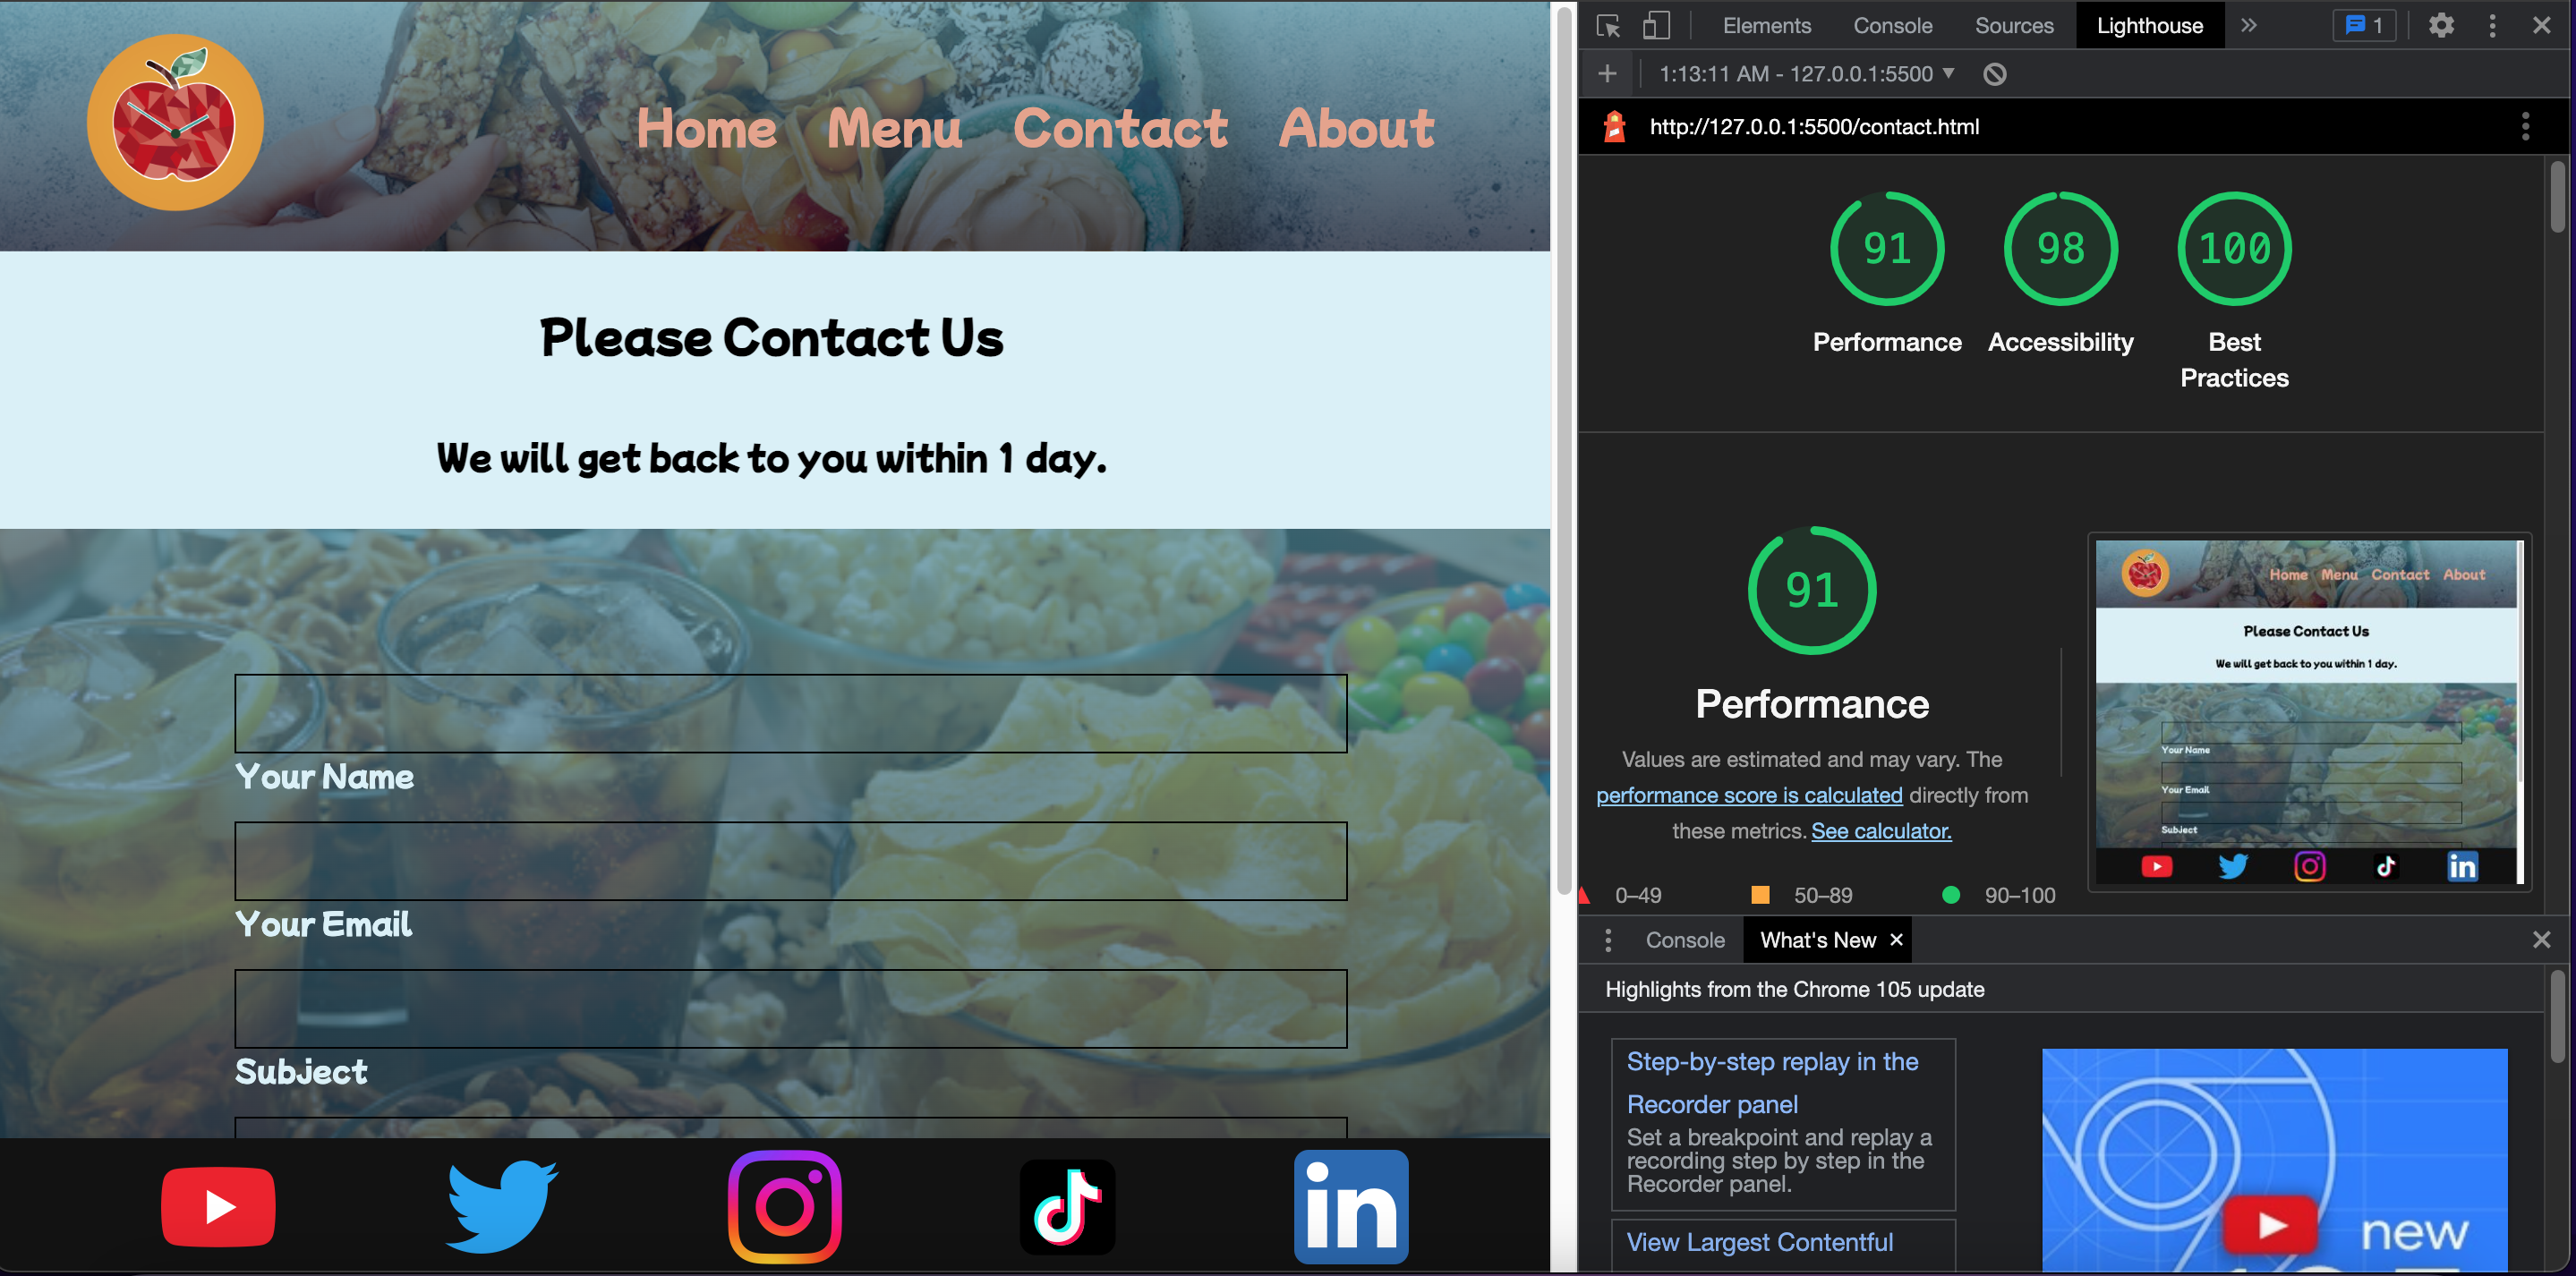 Home Menu Contact About
Please Contact Us
We will get back to you within 1 day.
Your Name
Your Email
Subject
in
Elements Console Sources Lighthouse 1
1:13:11 AM - 127.0.0.1:5500
http://127.0.0.1:5500/contact.html
91 98 100
Performance Accessibility Best
Practices
91
Performance
Values are estimated and may vary. The
performance score is calculated directly from
these metrics. See calculator.
0–49 50–89 90–100
Home Menu Contact About
Please Contact Us
We will get back to you within 1 day.
Your Name
Your Email
Subject
in
Console What's New
Highlights from the Chrome 105 update
Step-by-step replay in the
Recorder panel
Set a breakpoint and replay a
recording step by step in the
Recorder panel.
View Largest Contentful
new